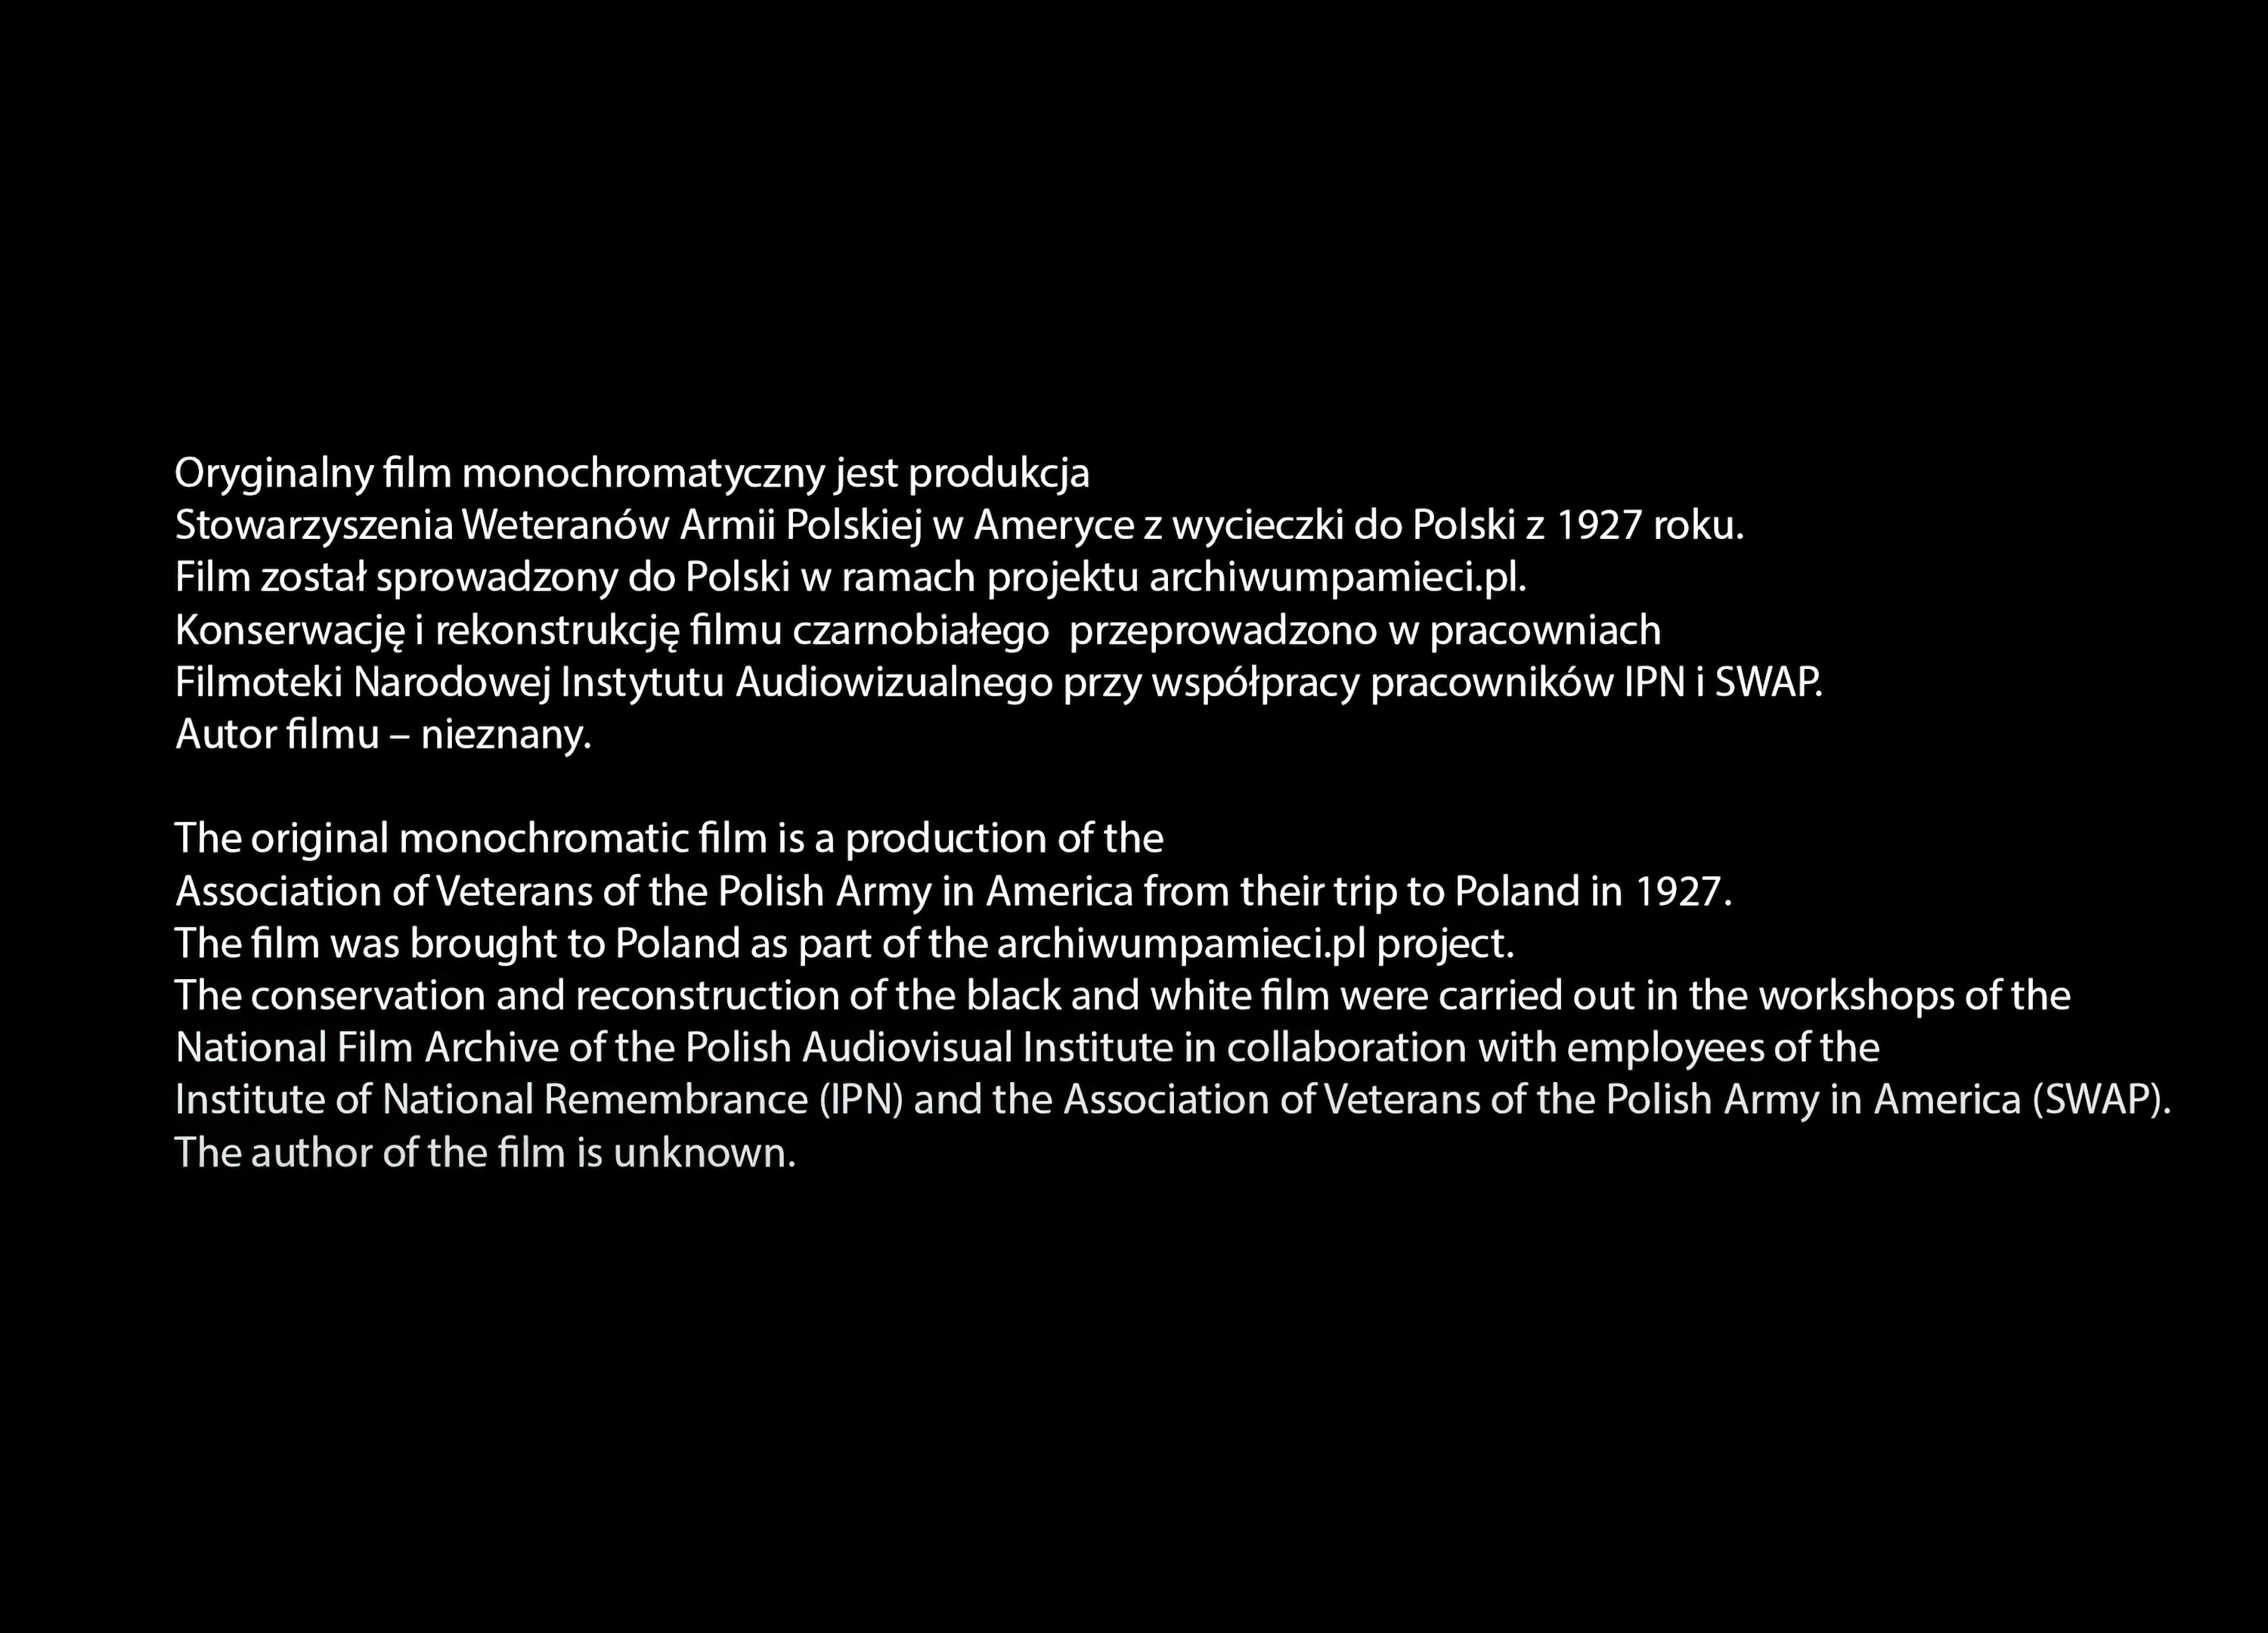 Oryginalny film monochromatyczny jest produkcja
Stowarzyszenia Weteranów Armii Polskiej w Ameryce z wycieczki do Polski z 1927 roku.
Film został sprowadzony do Polski w ramach projektu archiwumpamieci.pl.
Konserwację i rekonstrukcję filmu czarnobiałego  przeprowadzono w pracowniach
Filmoteki Narodowej Instytutu Audiowizualnego przy współpracy pracowników IPN i SWAP.
Autor filmu – nieznany.

The original monochromatic film is a production of the
Association of Veterans of the Polish Army in America from their trip to Poland in 1927.
The film was brought to Poland as part of the archiwumpamieci.pl project.
The conservation and reconstruction of the black and white film were carried out in the workshops of the
National Film Archive of the Polish Audiovisual Institute in collaboration with employees of the
Institute of National Remembrance (IPN) and the Association of Veterans of the Polish Army in America (SWAP).
The author of the film is unknown.